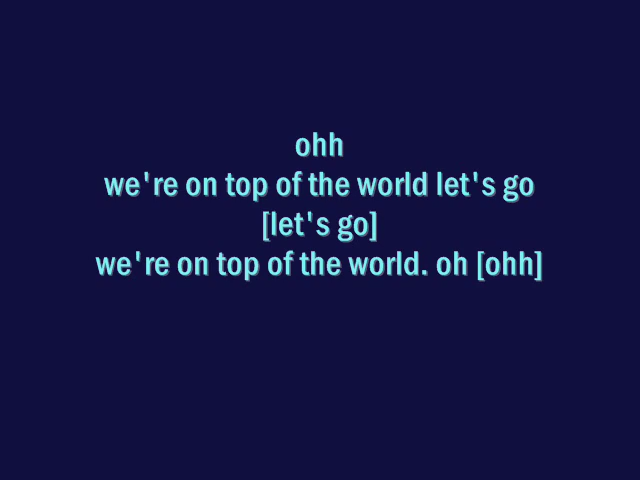 ohh
we're on top of the world let's go
[let's go]
we're on top of the world. oh [ohh]